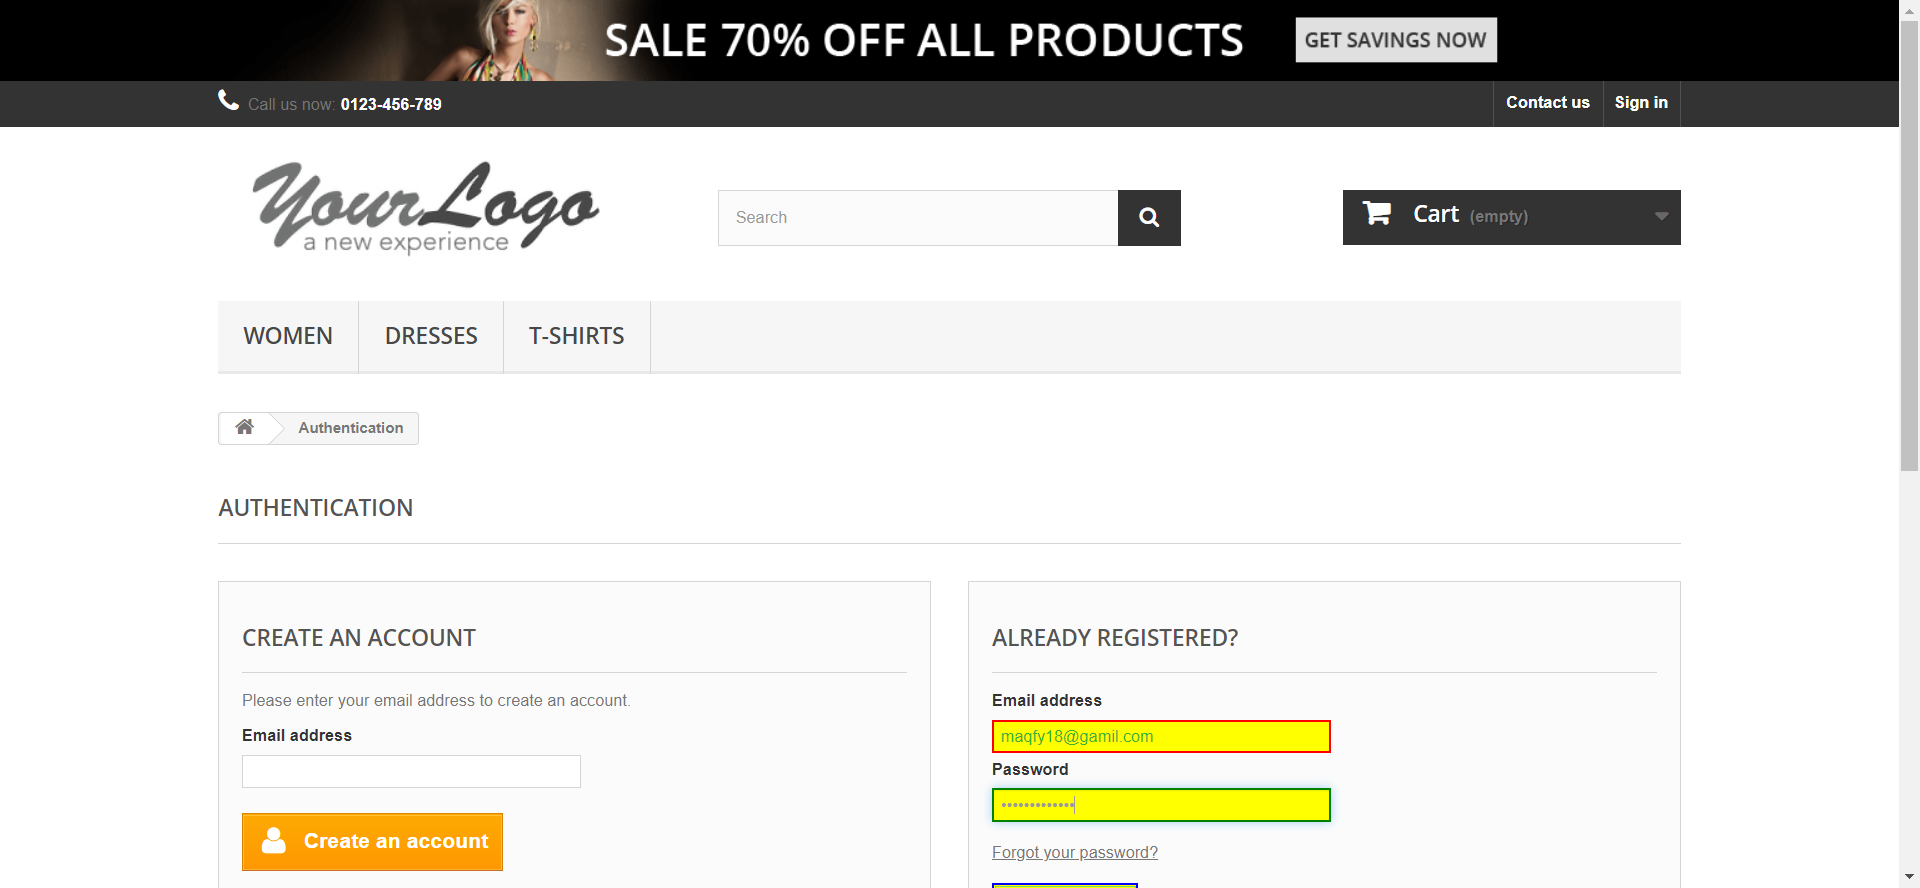 SALE 70% OFF ALL PRODUCTS GET SAVINGS NOW
Call us now: 0123-456-789 Contact us Sign in
Your Logo
a new experience
Search
Cart (empty)
WOMEN DRESSES T-SHIRTS
Authentication
AUTHENTICATION
CREATE AN ACCOUNT
Please enter your email address to create an account.
Email address
Create an account
ALREADY REGISTERED?
Email address
maqfy18@gamil.com
Password
•••••••••••••
Forgot your password?